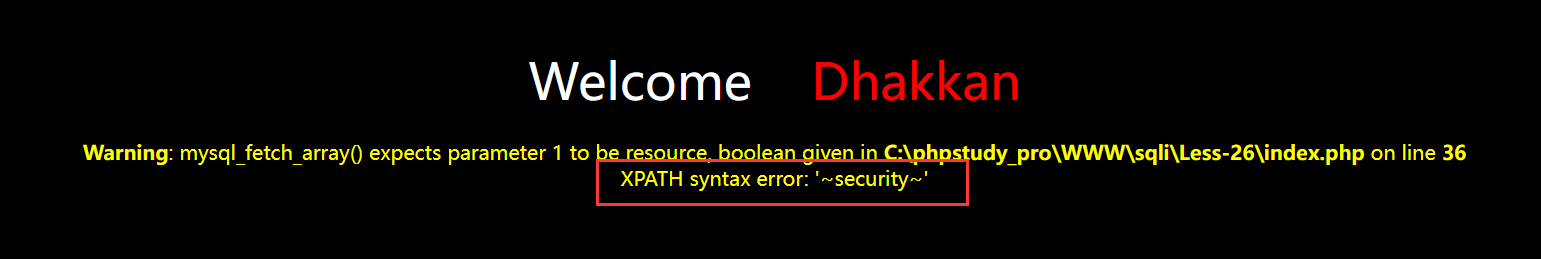 Welcome Dhakkan
Warning: mysql_fetch_array() expects parameter 1 to be resource, boolean given in C:\phpstudy_pro\WWW\sqli\Less-26\index.php on line 36
XPATH syntax error: '~security~'